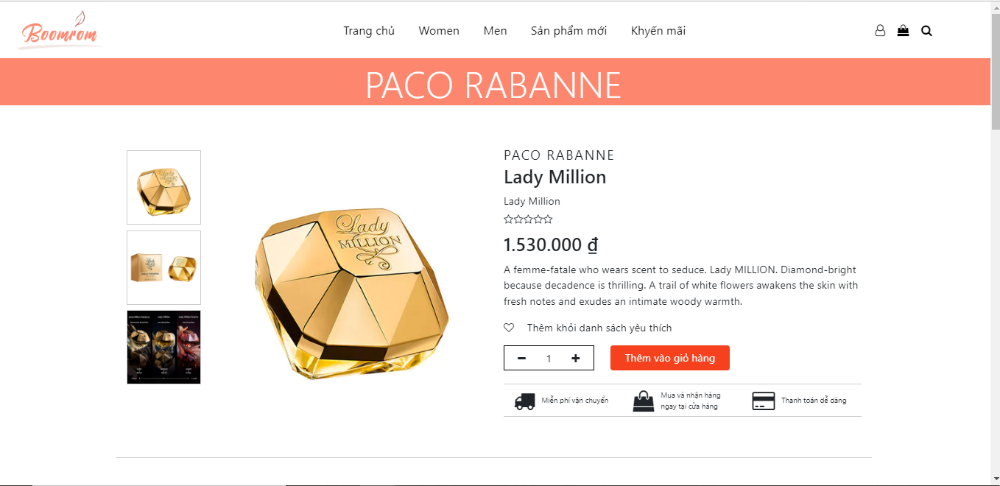 Boomrom
Trang chủ
Women
Men
Sản phẩm mới
Khyến mãi
PACO RABANNE
PACO RABANNE
Lady Million
Lady Million
1.530.000 ₫
A femme-fatale who wears scent to seduce. Lady MILLION. Diamond-bright
because decadence is thrilling. A trail of white flowers awakens the skin with
fresh notes and exudes an intimate woody warmth.
Thêm khỏi danh sách yêu thích
1
Thêm vào giỏ hàng
Miễn phí vận chuyển
Mua và nhận hàng
ngay tại cửa hàng
Thanh toán dễ dàng
Lady
MILLION